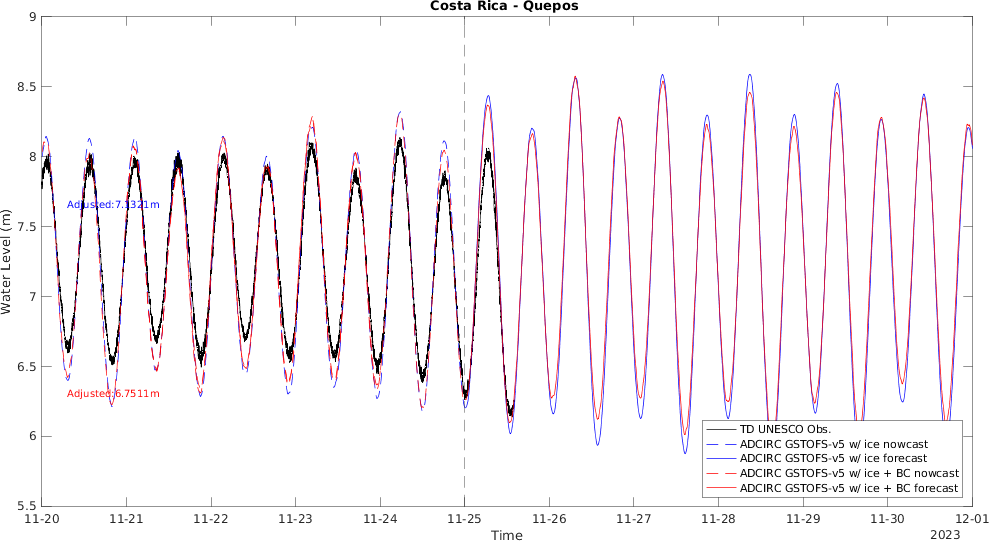 Costa Rica - Quepos
Water Level (m)
9
8.5
8
7.5
7
6.5
6
5.5
Adjusted:7.1321m
Adjusted:6.7511m
TD UNESCO Obs.
ADCIRC GSTOFS-v5 w/ ice nowcast
ADCIRC GSTOFS-v5 w/ ice forecast
ADCIRC GSTOFS-v5 w/ ice + BC nowcast
ADCIRC GSTOFS-v5 w/ ice + BC forecast
11-20 11-21 11-22 11-23 11-24 11-25 11-26 11-27 11-28 11-29 11-30 12-01
Time
2023